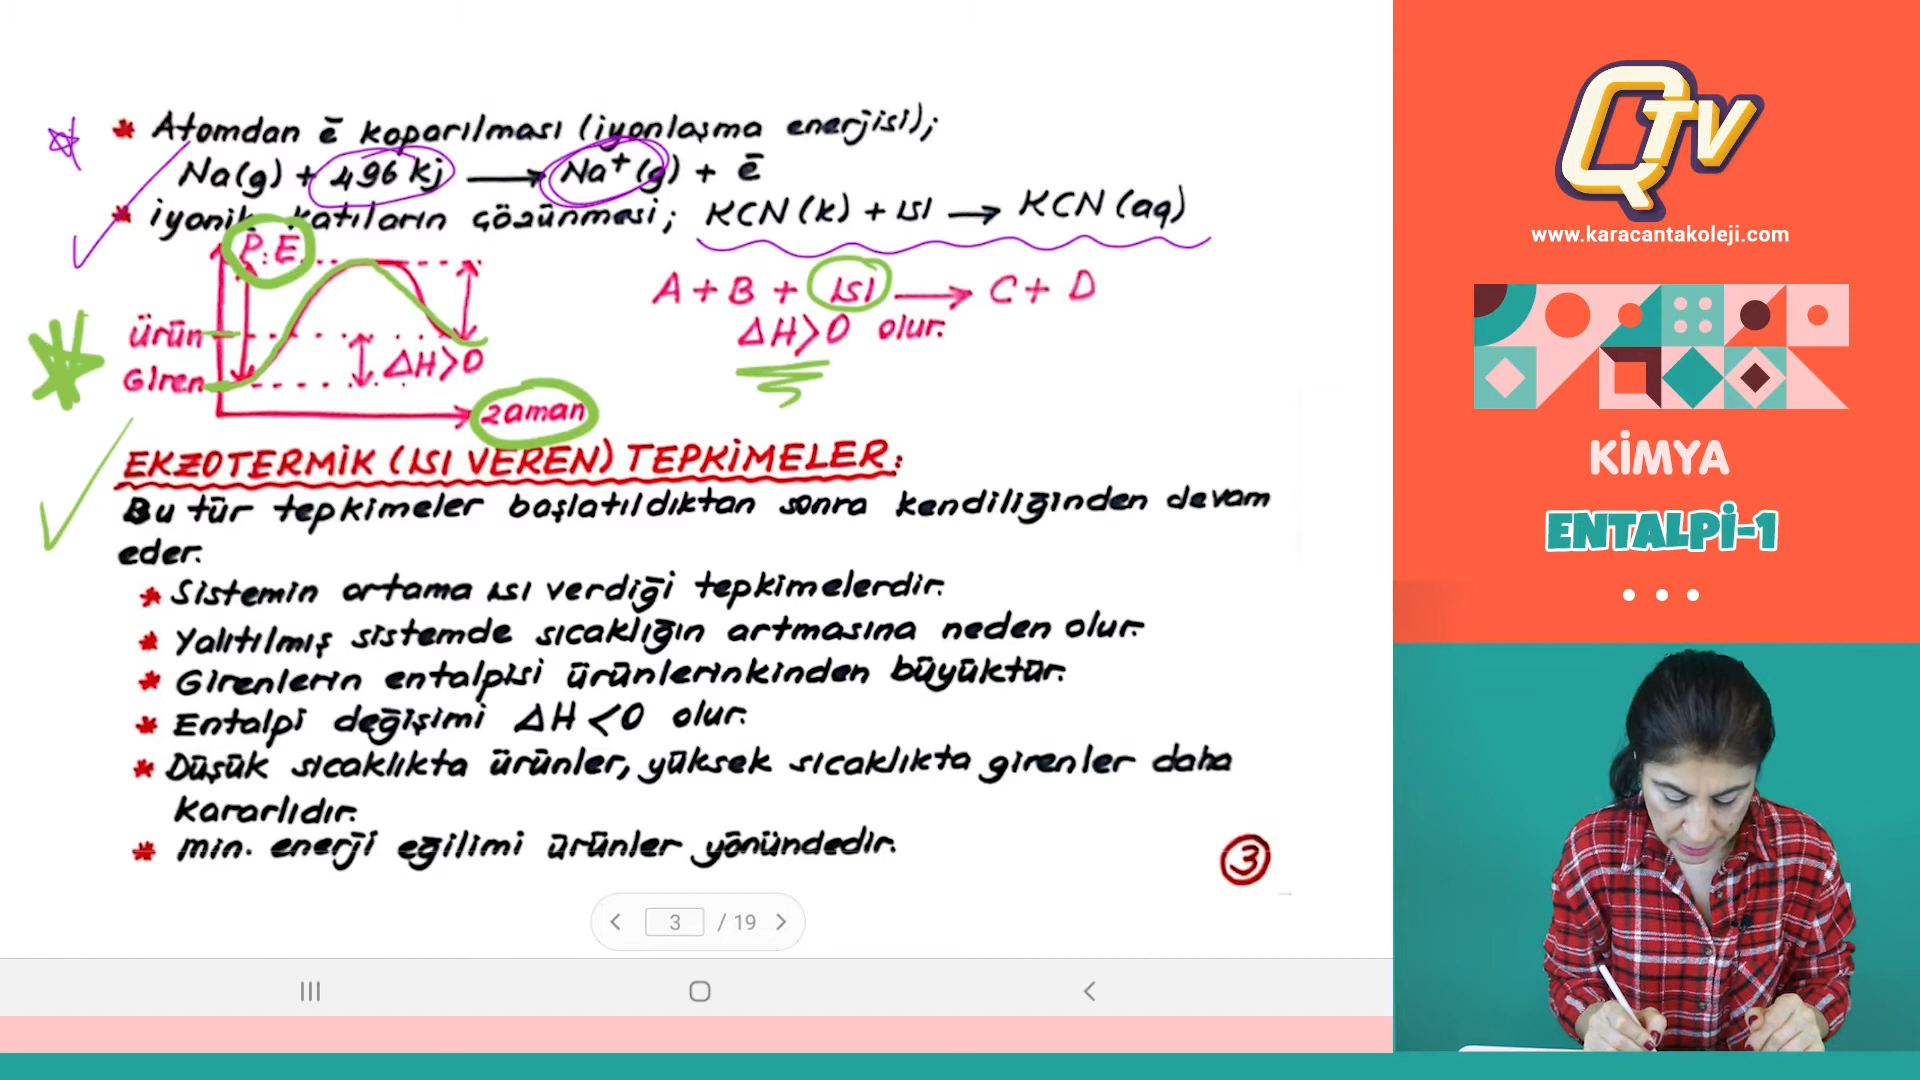 * Atomdan ē koparılması (iyonlaşma enerjisi);
Na(g) + 496 kj → Na⁺(g) + ē
* iyonik katıların çözünmesi; KCN(k) + ısı → KCN(aq)
P.E
A + B + ısı → C + D
ürün
ΔH>0 olur.
ΔH>0
Giren
zaman
EKZOTERMİK (ISI VEREN) TEPKİMELER:
Bu tür tepkimeler başlatıldıktan sonra kendiliğinden devam
eder.
* Sistemin ortama ısı verdiği tepkimelerdir.
* Yalıtılmış sistemde sıcaklığın artmasına neden olur.
* Girenlerin entalpisi ürünlerinkinden büyüktür.
* Entalpi değişimi ΔH<0 olur.
* Düşük sıcaklıkta ürünler, yüksek sıcaklıkta girenler daha
kararlıdır.
* min. enerji eğilimi ürünler yönündedir.
3
3 / 19
QTV
www.karacantakoleji.com
KİMYA
ENTALPİ-1